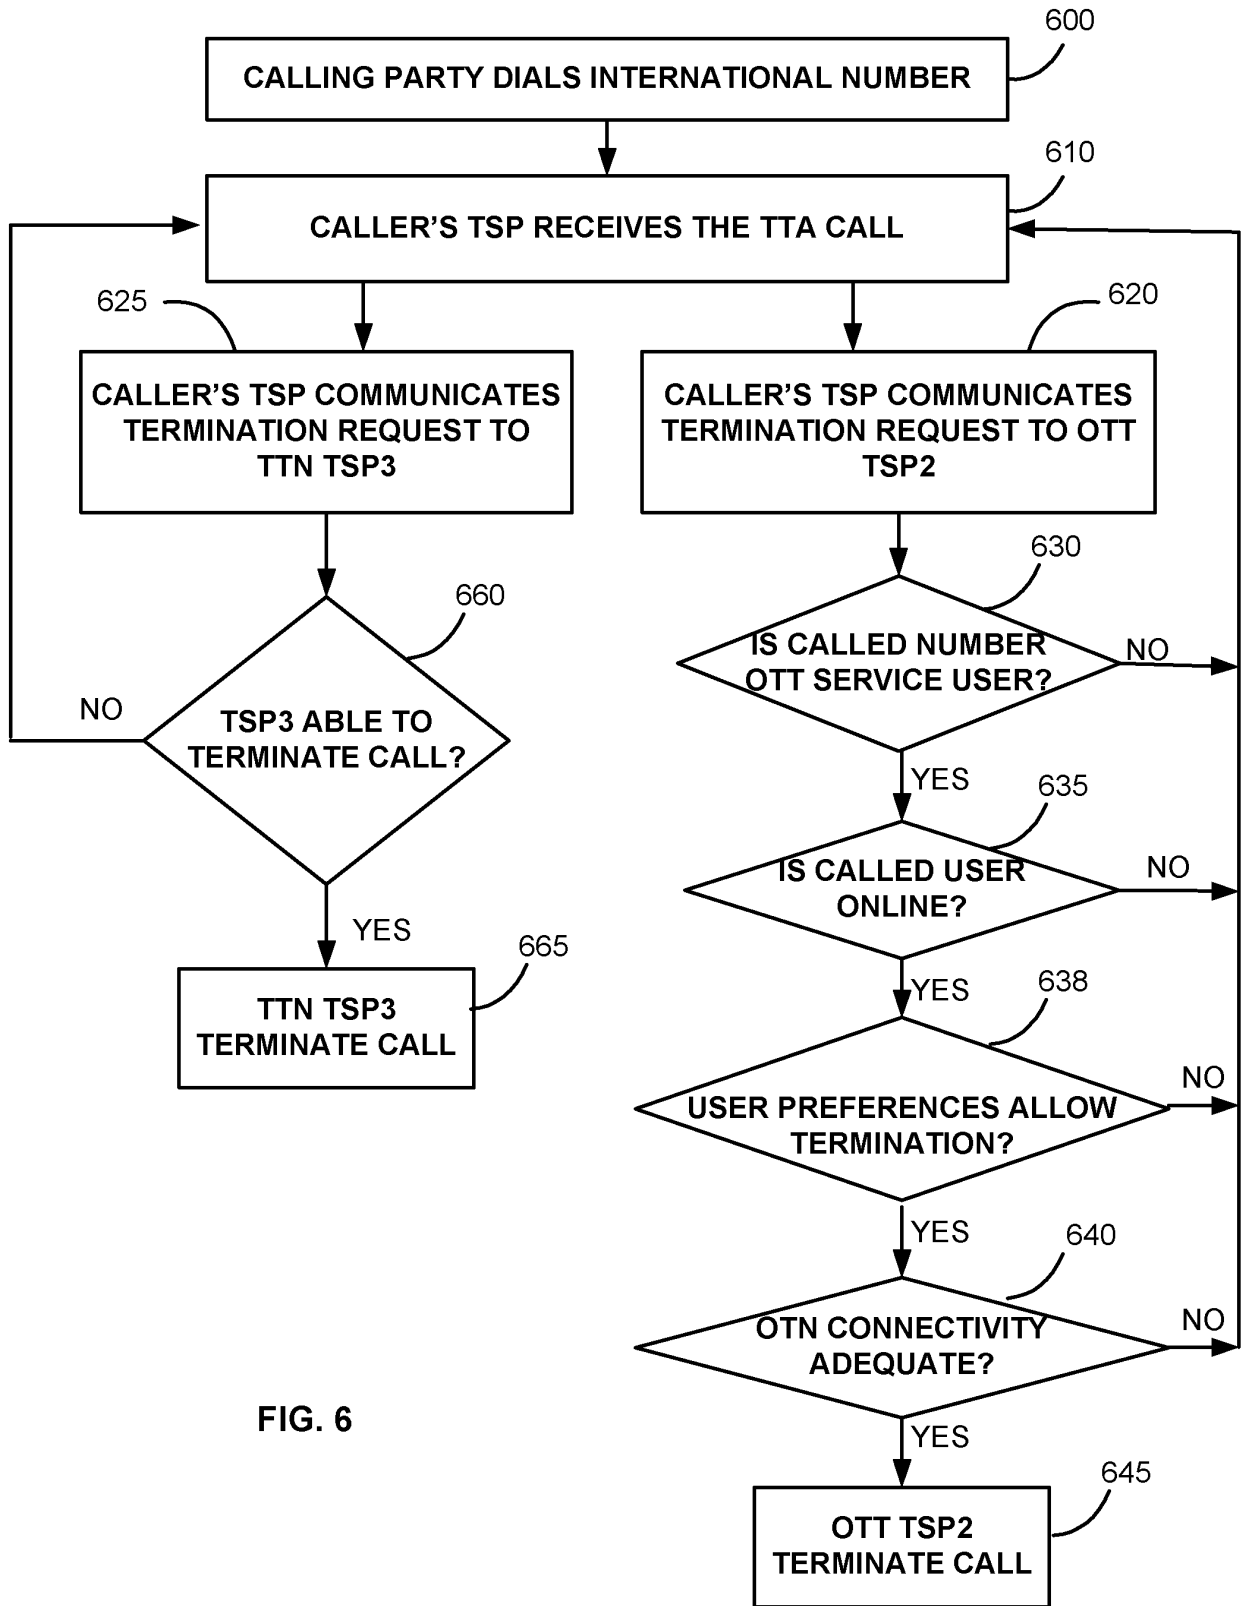 600
CALLING PARTY DIALS INTERNATIONAL NUMBER
610
CALLER'S TSP RECEIVES THE TTA CALL
625
620
CALLER'S TSP COMMUNICATES
TERMINATION REQUEST TO
TTN TSP3
CALLER'S TSP COMMUNICATES
TERMINATION REQUEST TO OTT
TSP2
630
IS CALLED NUMBER
OTT SERVICE USER?
NO
660
TSP3 ABLE TO
TERMINATE CALL?
NO
YES
YES
635
IS CALLED USER
ONLINE?
NO
665
TTN TSP3
TERMINATE CALL
YES
638
USER PREFERENCES ALLOW
TERMINATION?
NO
YES
640
OTN CONNECTIVITY
ADEQUATE?
NO
YES
FIG. 6
645
OTT TSP2
TERMINATE CALL